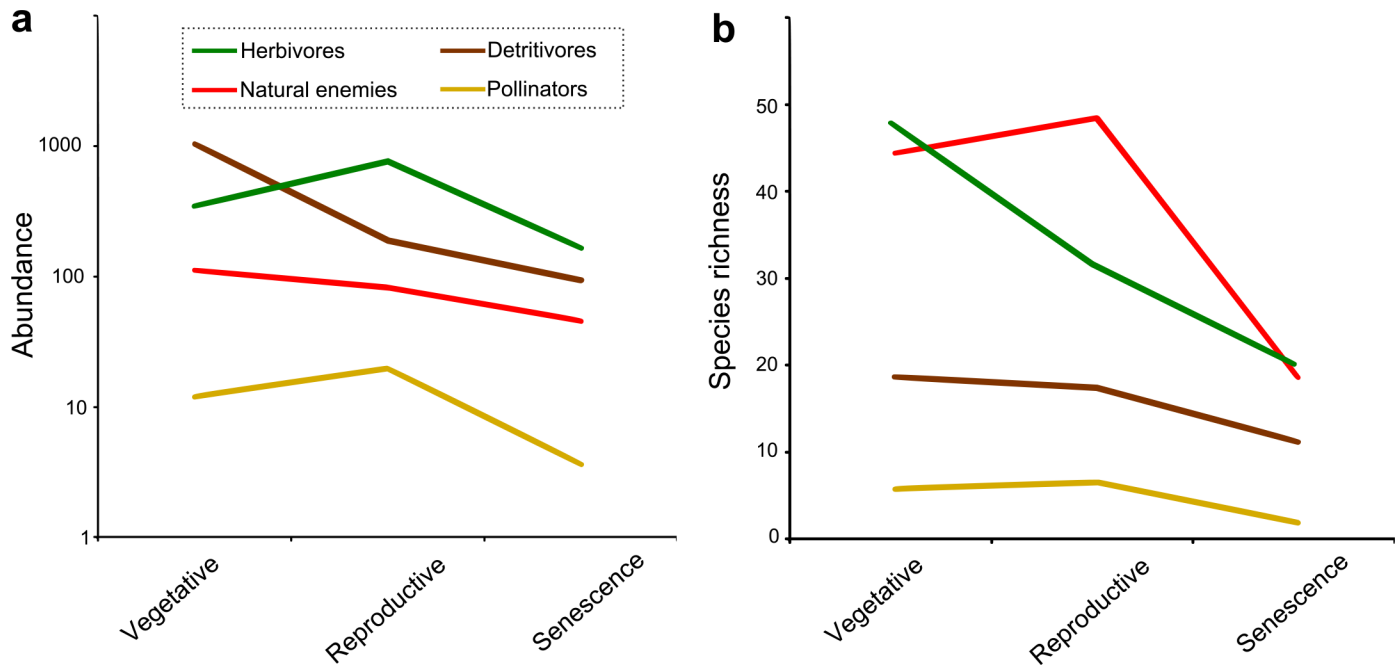 a
Herbivores
Detritivores
Natural enemies
Pollinators
Abundance
1000
100
10
1
Vegetative
Reproductive
Senescence
b
Species richness
50
40
30
20
10
0
Vegetative
Reproductive
Senescence